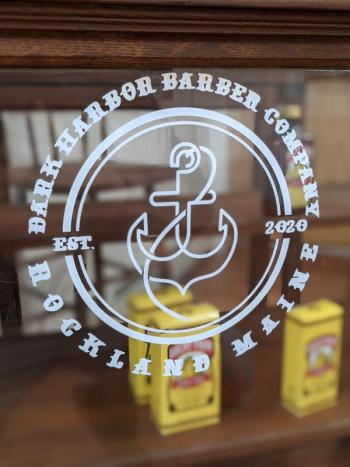 DARK HARBOR BARBER COMPANY
EST. 2020
ROCKLAND MAINE